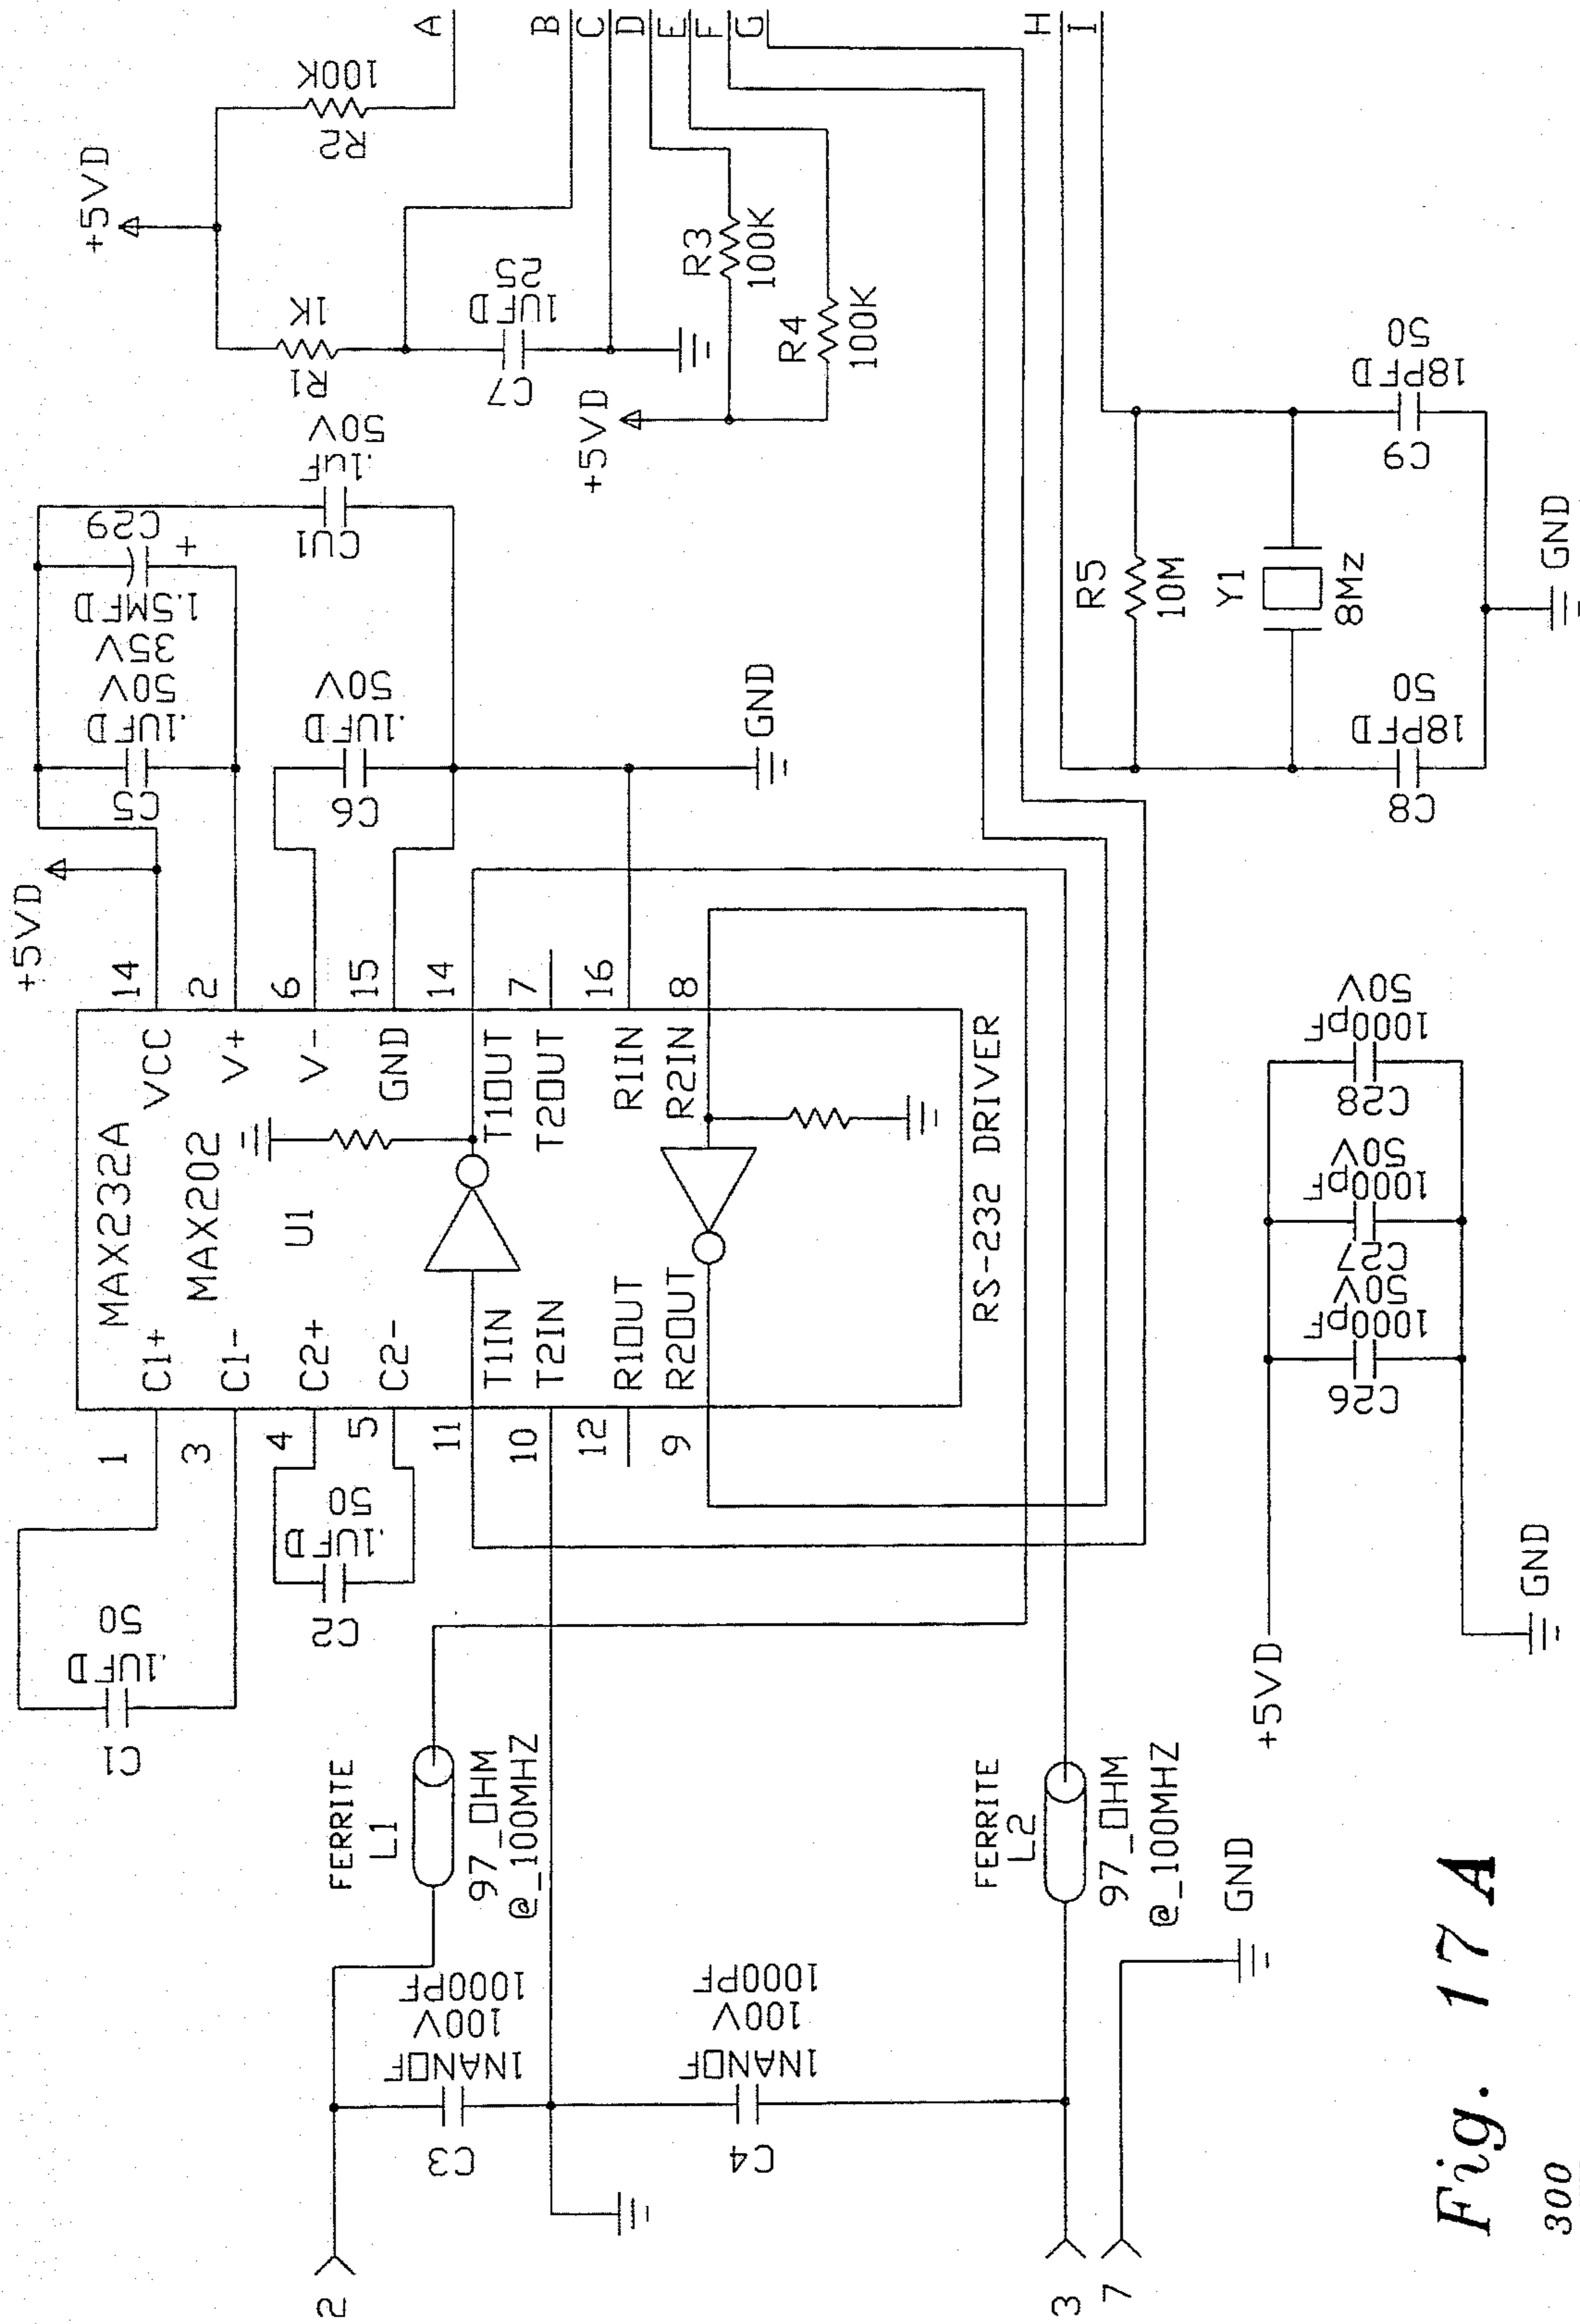 +5VD
R1
1K
R2
100K
A
B
C
D
E
F
G
C7
1UFD
25
+5VD
R3
100K
R4
100K
H
I
+5VD
C5
.1UFD
50V
35V
1.5MFD
C29
+
CU1
.1uF
50V
C6
.1UFD
50V
GND
C1
.1UFD
50
C2
.1UFD
50
MAX232A
MAX202
U1
1
C1+
VCC
14
3
C1-
V+
2
4
C2+
V-
6
5
C2-
GND
15
11
T1IN
T1OUT
14
10
T2IN
T2OUT
7
12
R1OUT
R1IN
16
9
R2OUT
R2IN
8
RS-232 DRIVER
FERRITE
L1
97_OHM
@_100MHZ
2
C3
1NANOF
100V
1000PF
C4
1NANOF
100V
1000PF
FERRITE
L2
97_OHM
@_100MHZ
3
7
GND
R5
10M
Y1
8Mz
C8
18PFD
50
C9
18PFD
50
GND
+5VD
C26
1000pF
50V
C27
1000pF
50V
C28
1000pF
50V
GND
Fig. 17A
300